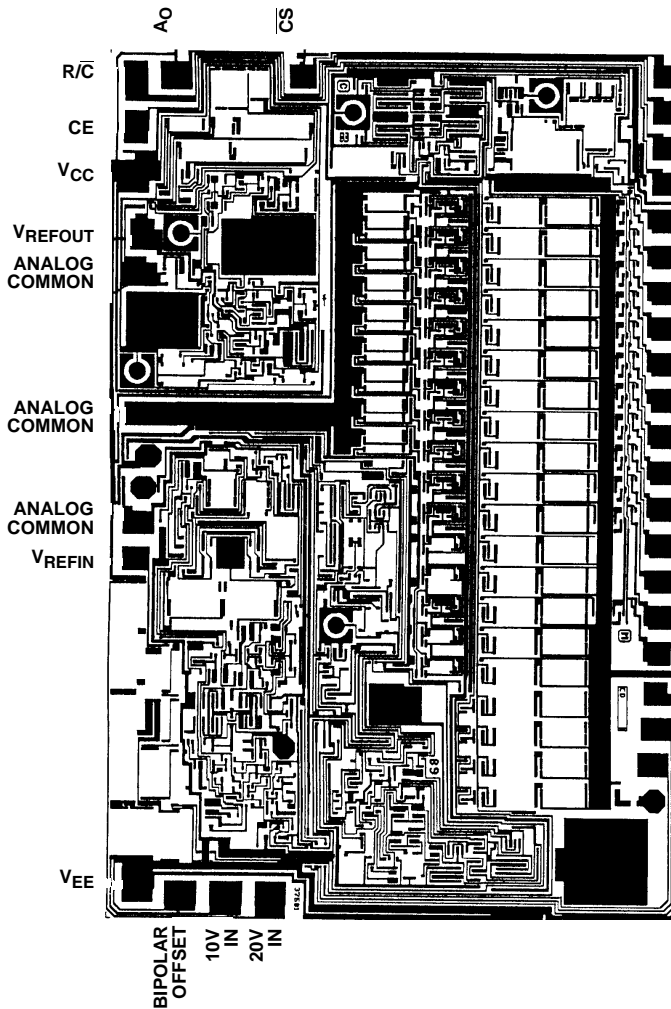 AO
CS
R/C
CE
VCC
VREFOUT
ANALOG
COMMON
ANALOG
COMMON
ANALOG
COMMON
VREFIN
VEE
BIPOLAR
OFFSET
10V
IN
20V
IN